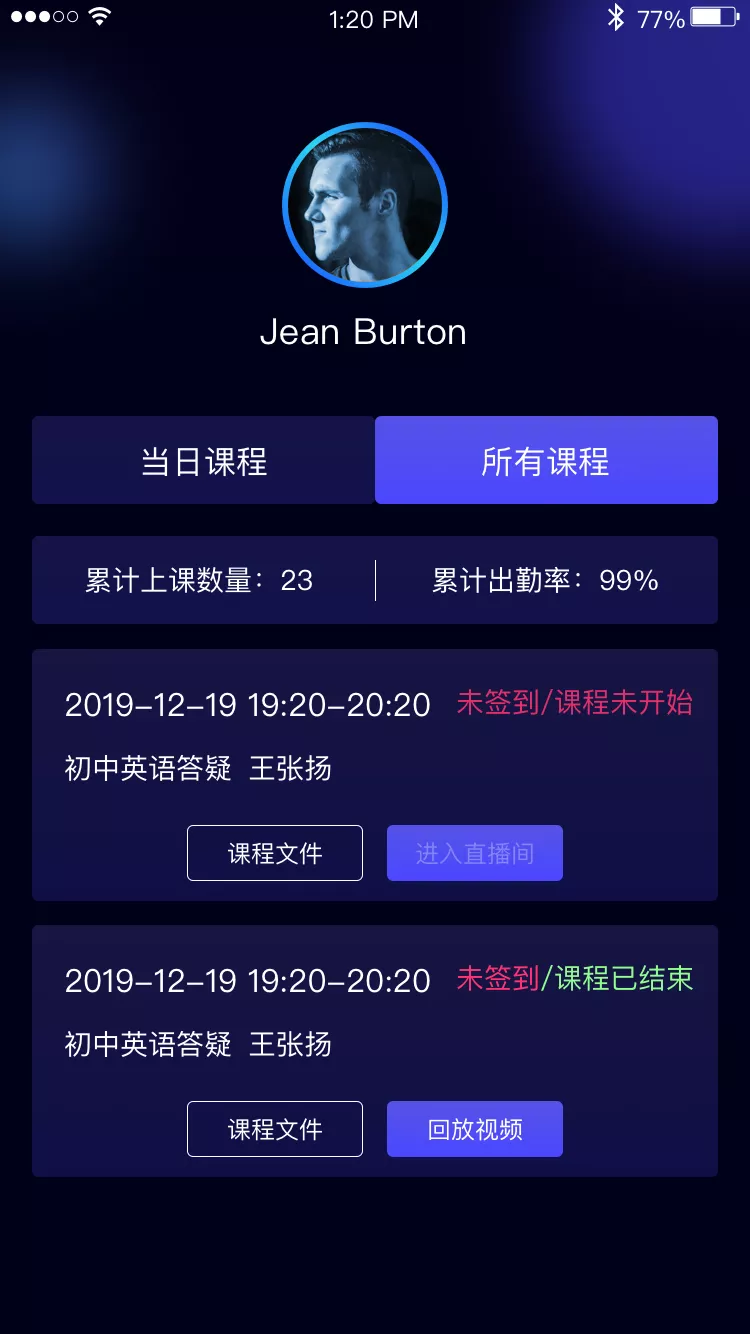 1:20 PM 77%
Jean Burton
当日课程 所有课程
累计上课数量：23 累计出勤率：99%
2019-12-19 19:20-20:20 未签到/课程未开始
初中英语答疑 王张扬
课程文件 进入直播间
2019-12-19 19:20-20:20 未签到/课程已结束
初中英语答疑 王张扬
课程文件 回放视频